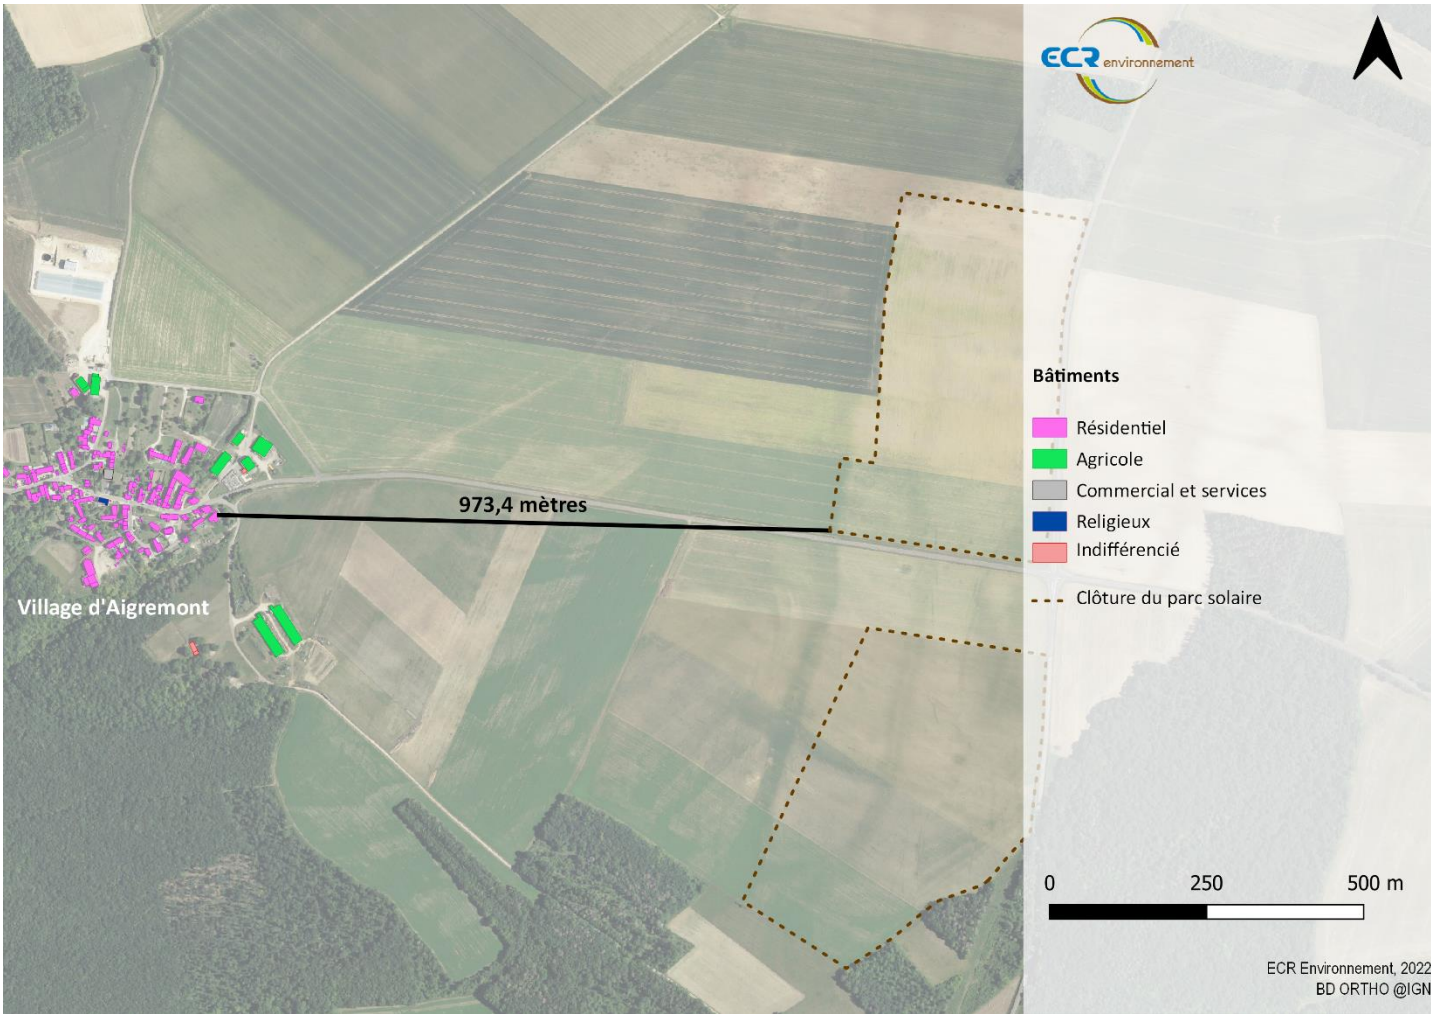 ECR environnement
973,4 mètres
Village d'Aigremont
Bâtiments
Résidentiel
Agricole
Commercial et services
Religieux
Indifférencié
Clôture du parc solaire
0 250 500 m
ECR Environnement, 2022
BD ORTHO @IGN